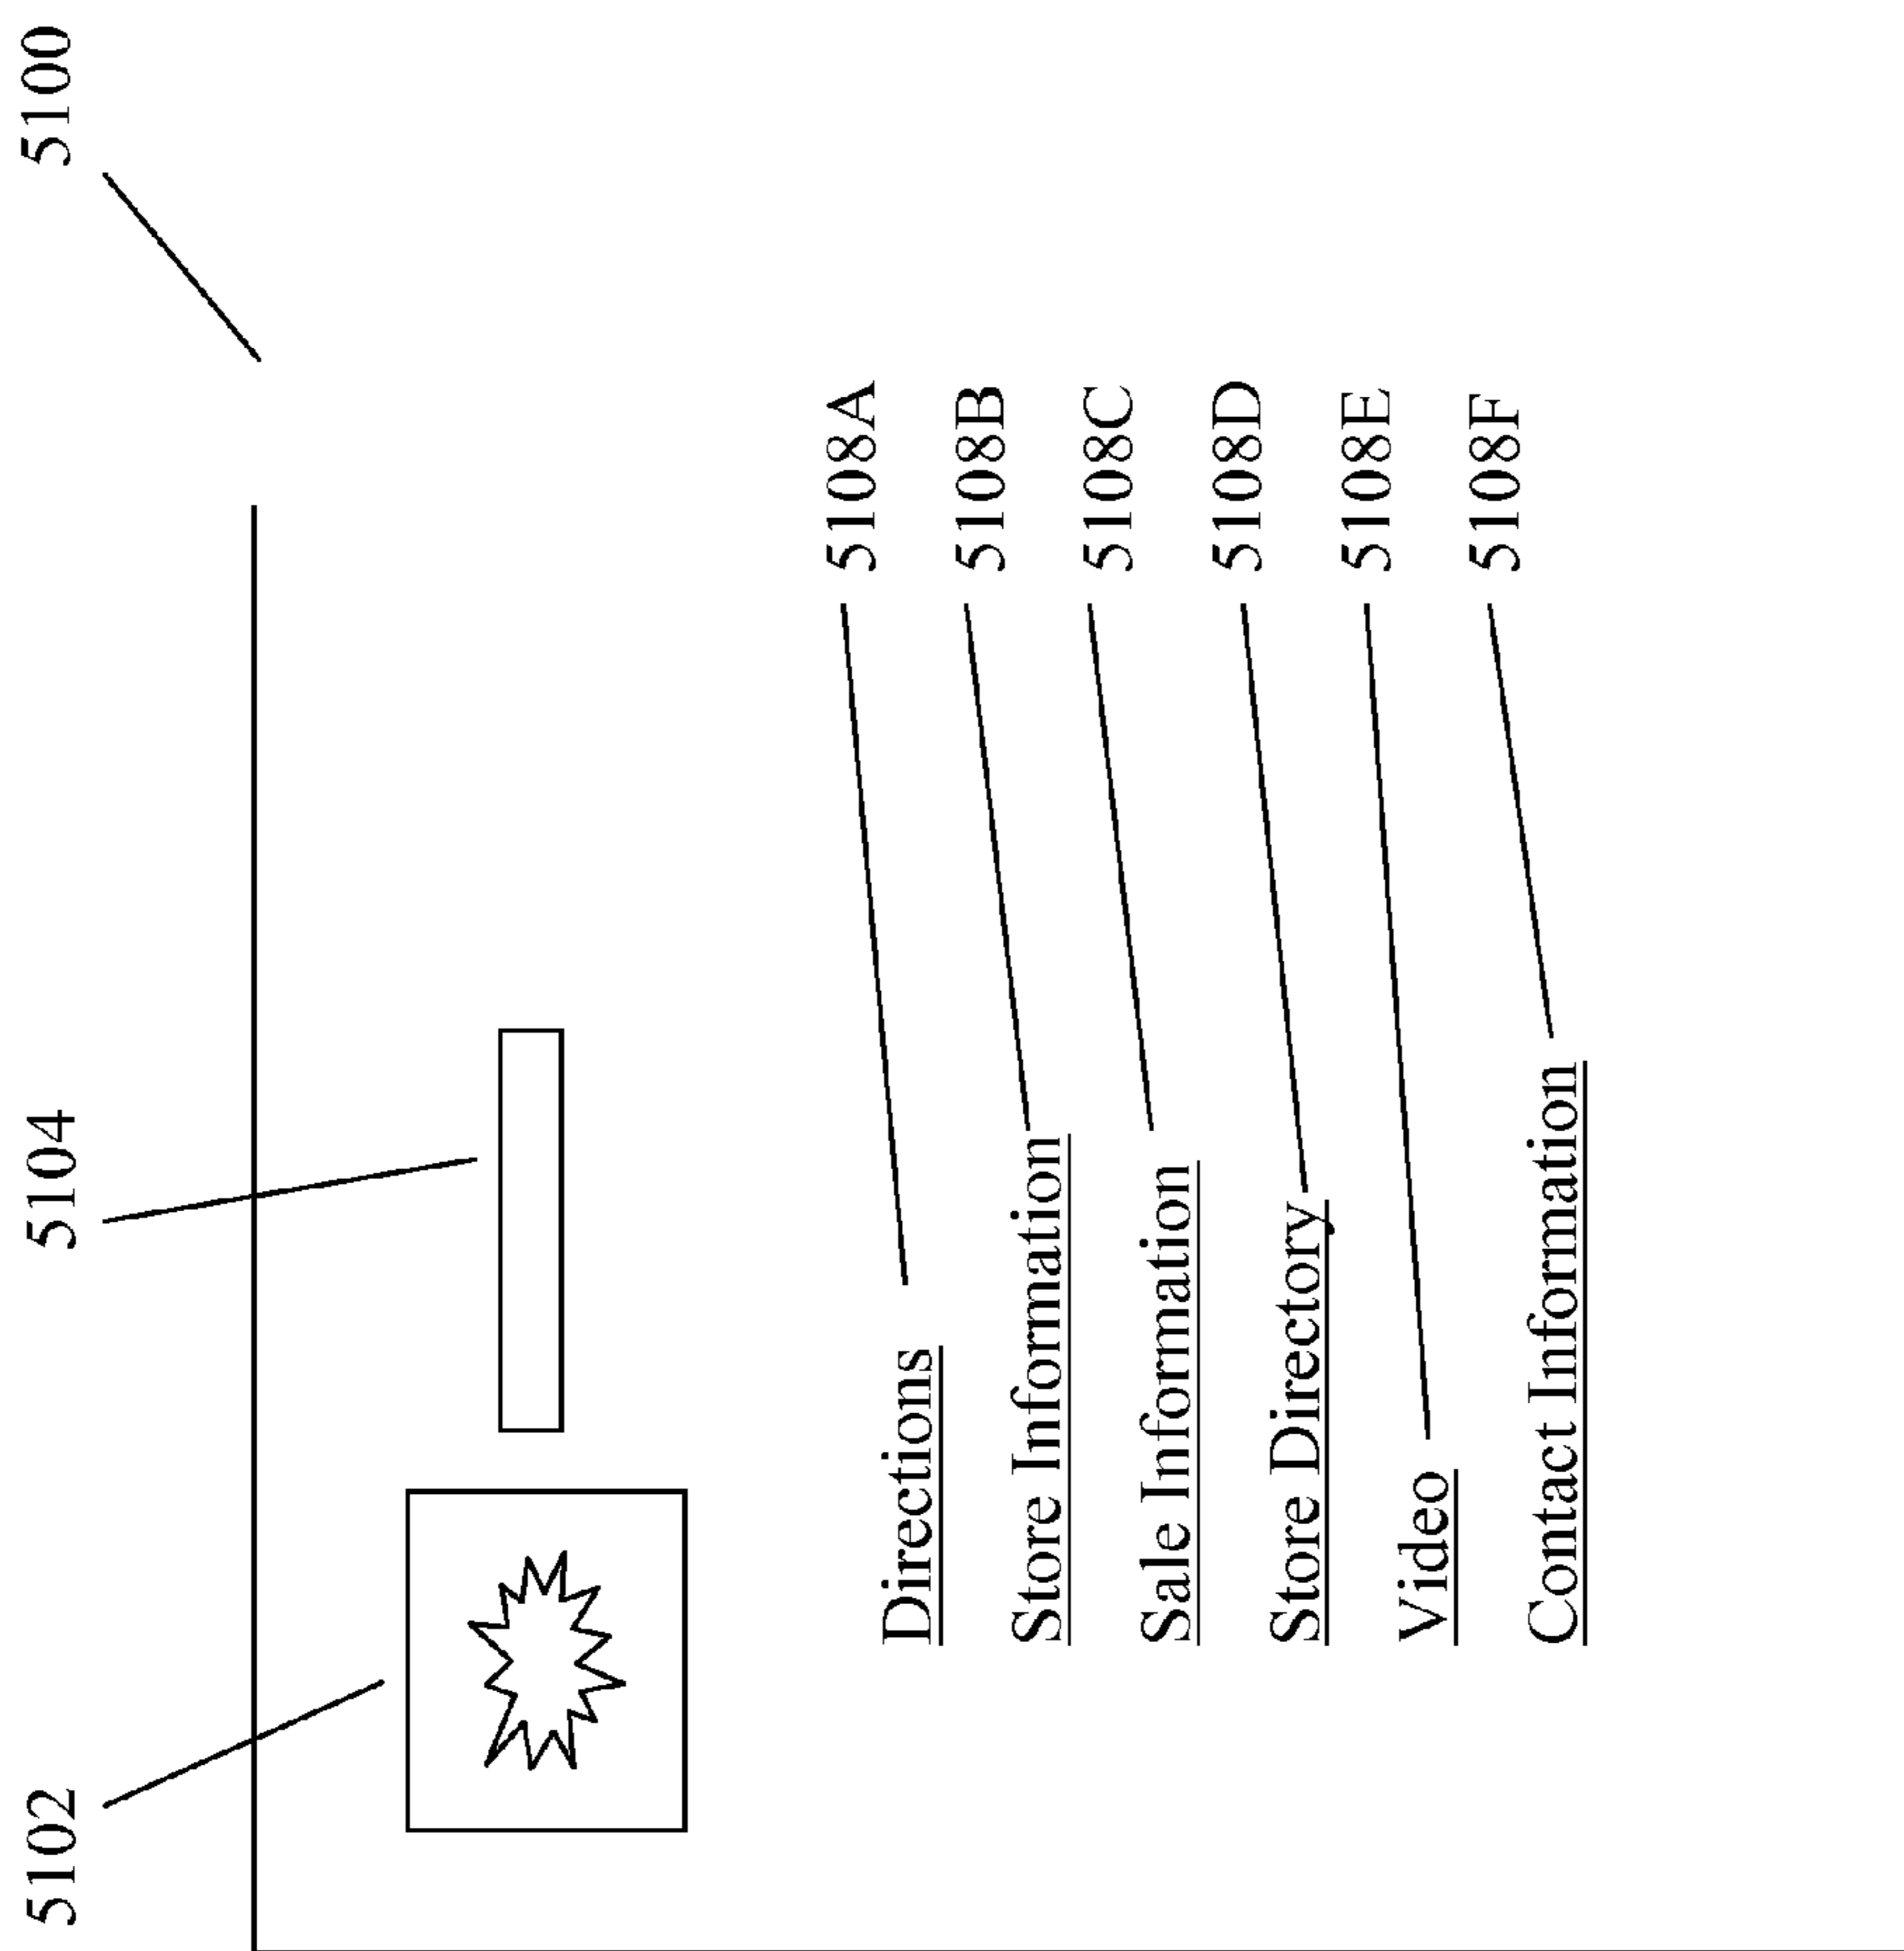 5100
5102
5104
Directions
5108A
Store Information
5108B
Sale Information
5108C
Store Directory
5108D
Video
5108E
Contact Information
5108F